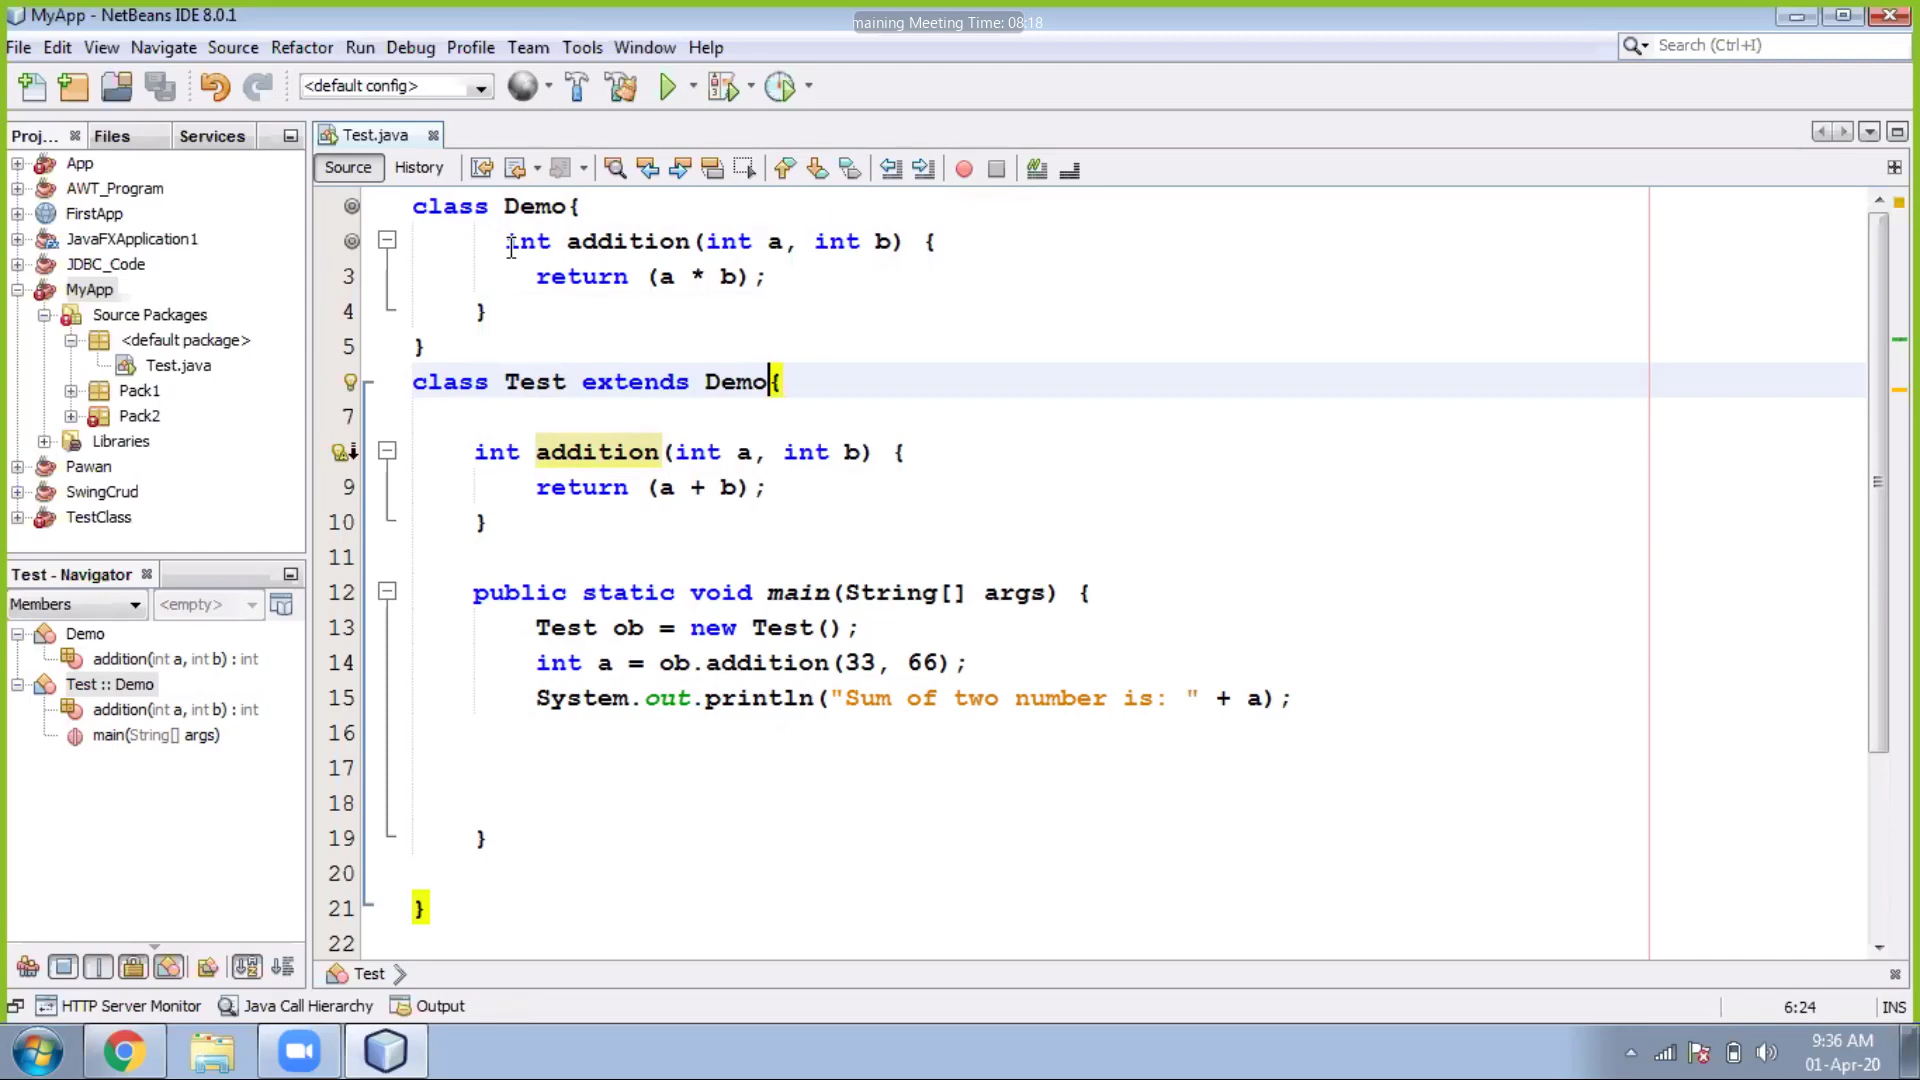 MyApp - NetBeans IDE 8.0.1
maining Meeting Time: 08:18
File Edit View Navigate Source Refactor Run Debug Profile Team Tools Window Help
Search (Ctrl+I)
<default config>
Proj... Files Services
Test.java
Source History
App
AWT_Program
FirstApp
JavaFXApplication1
JDBC_Code
MyApp
Source Packages
<default package>
Test.java
Pack1
Pack2
Libraries
Pawan
SwingCrud
TestClass
Test - Navigator
Members <empty>
Demo
addition(int a, int b) : int
Test :: Demo
addition(int a, int b) : int
main(String[] args)
class Demo{
int addition(int a, int b) {
3 return (a * b);
4 }
5 }
class Test extends Demo{
7
int addition(int a, int b) {
9 return (a + b);
10 }
11
12 public static void main(String[] args) {
13 Test ob = new Test();
14 int a = ob.addition(33, 66);
15 System.out.println("Sum of two number is: " + a);
16
17
18
19 }
20
21 }
22
Test
HTTP Server Monitor Java Call Hierarchy Output
6:24 INS
9:36 AM
01-Apr-20